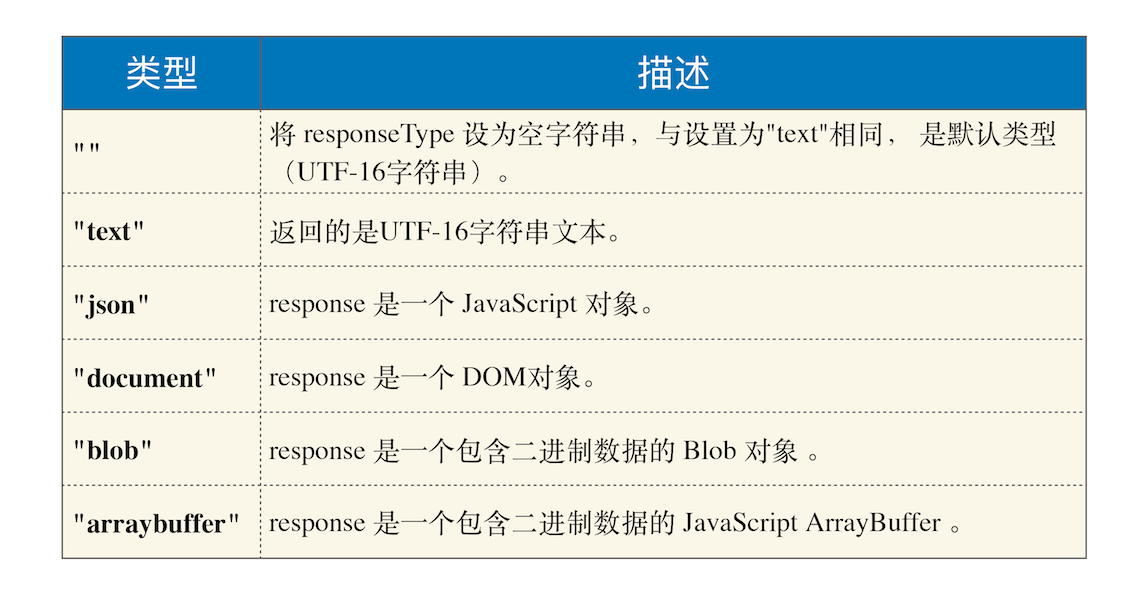 类型 描述
"" 将 responseType 设为空字符串，与设置为"text"相同， 是默认类型
（UTF-16字符串）。
"text" 返回的是UTF-16字符串文本。
"json" response 是一个 JavaScript 对象。
"document" response 是一个 DOM对象。
"blob" response 是一个包含二进制数据的 Blob 对象 。
"arraybuffer" response 是一个包含二进制数据的 JavaScript ArrayBuffer 。